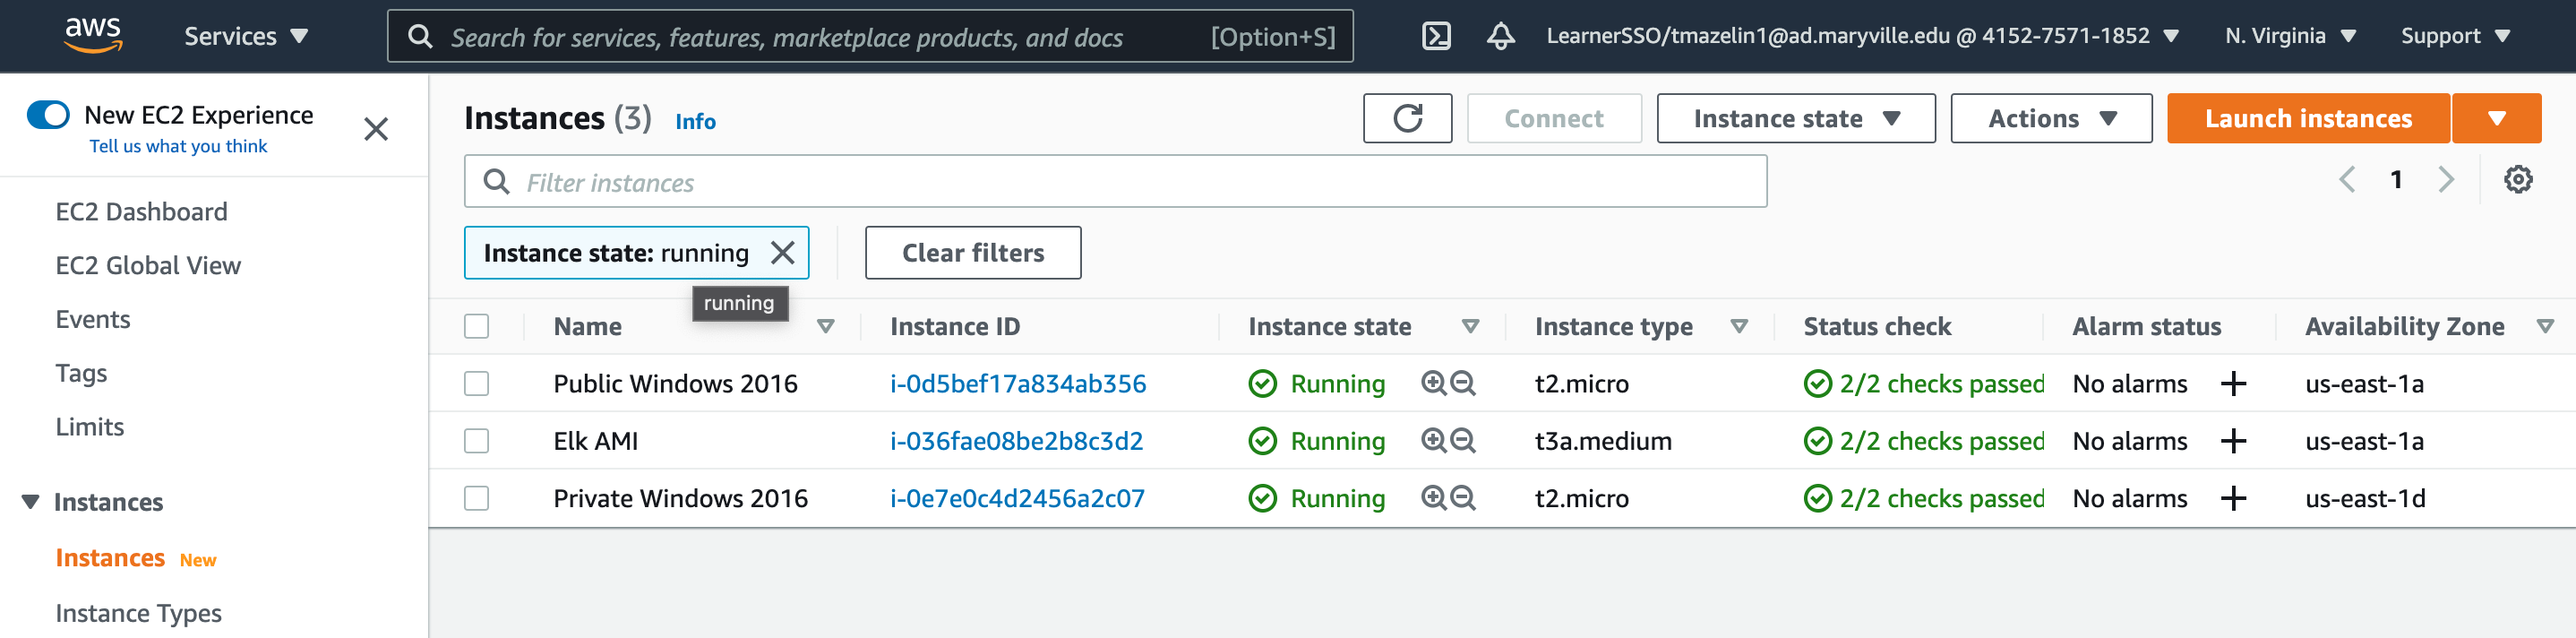 aws Services Search for services, features, marketplace products, and docs [Option+S] LearnerSSO/tmazelin1@ad.maryville.edu @ 4152-7571-1852 N. Virginia Support
New EC2 Experience
Tell us what you think
EC2 Dashboard
EC2 Global View
Events
Tags
Limits
Instances
Instances New
Instance Types
Instances (3) Info Connect Instance state Actions Launch instances
Filter instances 1
Instance state: running Clear filters
running
Name Instance ID Instance state Instance type Status check Alarm status Availability Zone
Public Windows 2016 i-0d5bef17a834ab356 Running t2.micro 2/2 checks passed No alarms us-east-1a
Elk AMI i-036fae08be2b8c3d2 Running t3a.medium 2/2 checks passed No alarms us-east-1a
Private Windows 2016 i-0e7e0c4d2456a2c07 Running t2.micro 2/2 checks passed No alarms us-east-1d